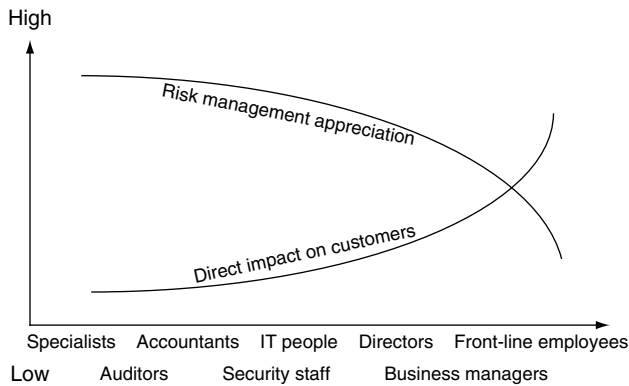 High
Risk management appreciation
Direct impact on customers
Specialists Accountants IT people Directors Front-line employees
Low Auditors Security staff Business managers